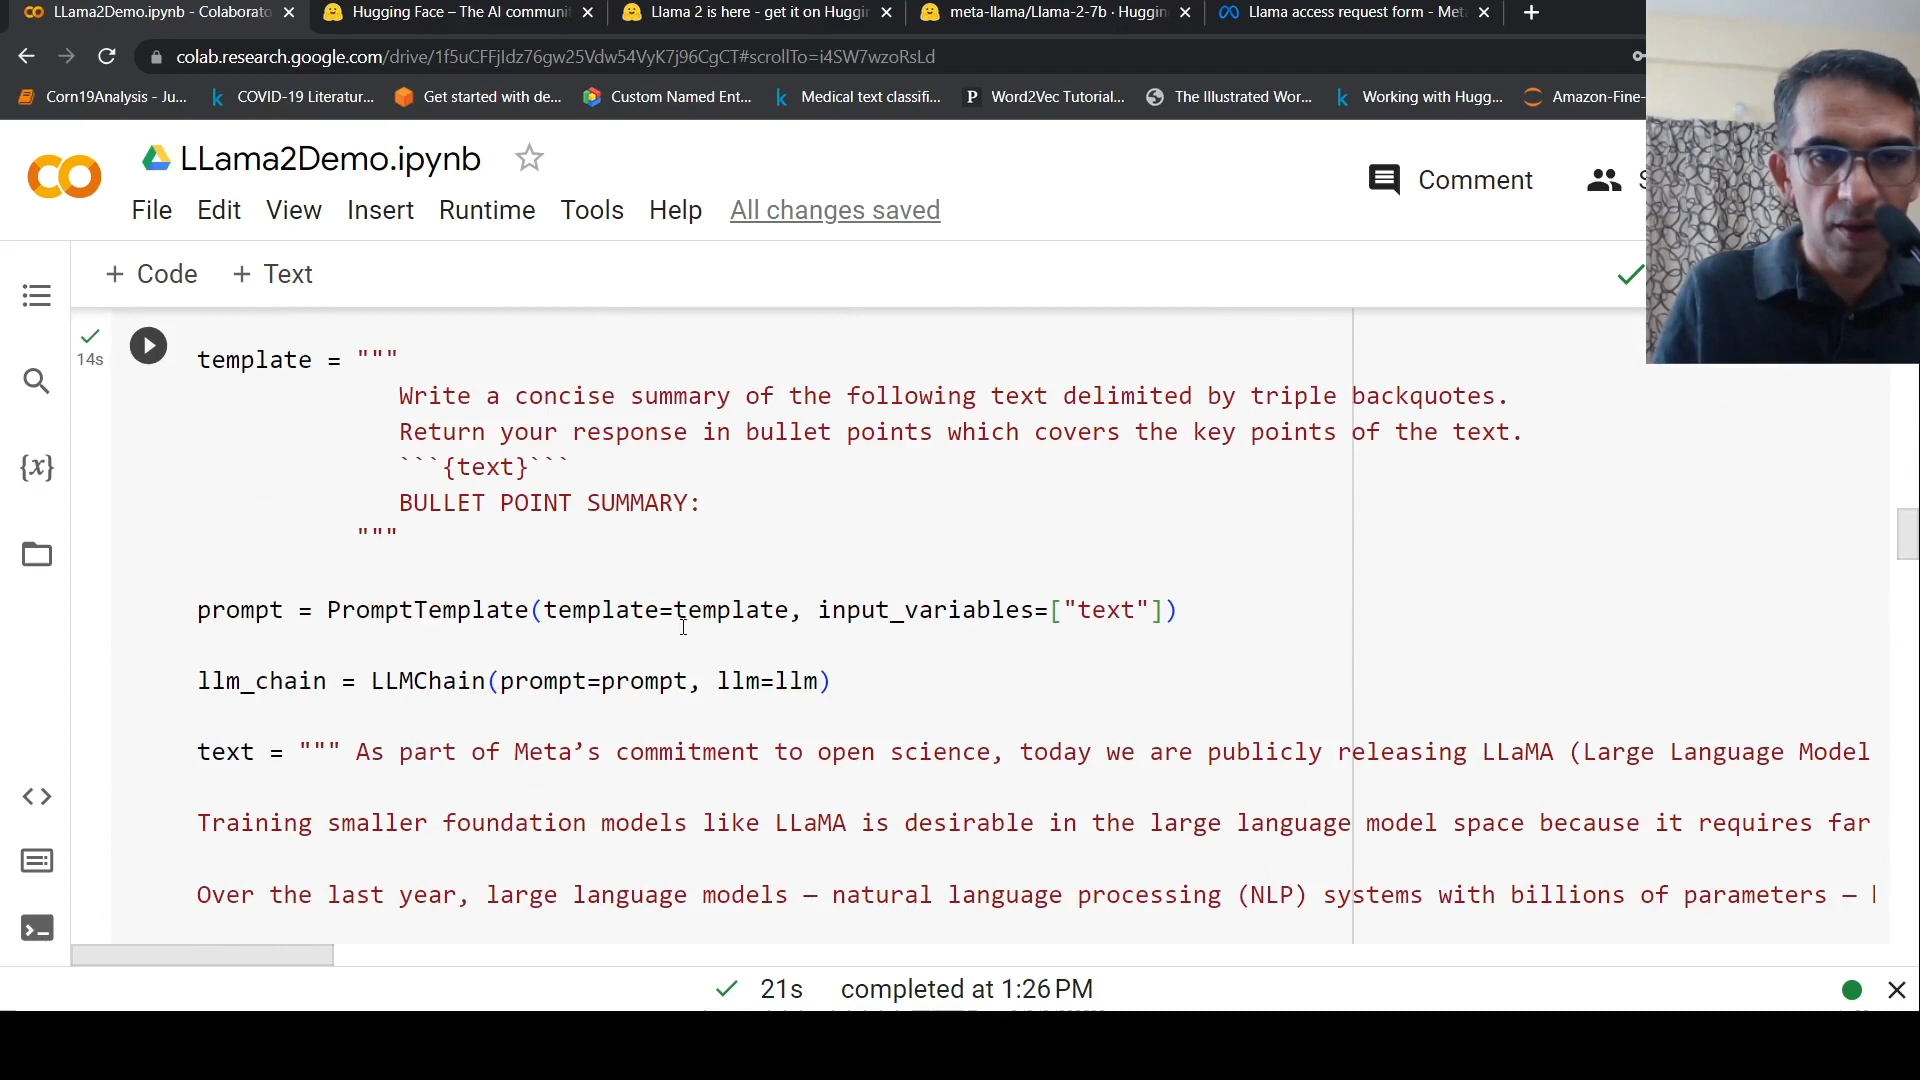 LLama2Demo.ipynb - Colaborato
Hugging Face – The AI communi
Llama 2 is here - get it on Huggin
meta-llama/Llama-2-7b · Huggin
Llama access request form - Met
colab.research.google.com/drive/1f5uCFFjIdz76gw25Vdw54VyK7j96CgCT#scrollTo=i4SW7wzoRsLd
Corn19Analysis - Ju...
COVID-19 Literatur...
Get started with de...
Custom Named Ent...
Medical text classifi...
Word2Vec Tutorial...
The Illustrated Wor...
Working with Hugg...
Amazon-Fine-
LLama2Demo.ipynb
File Edit View Insert Runtime Tools Help All changes saved
Comment
+ Code + Text
14s
template = """
Write a concise summary of the following text delimited by triple backquotes.
Return your response in bullet points which covers the key points of the text.
```{text}```
BULLET POINT SUMMARY:
"""
prompt = PromptTemplate(template=template, input_variables=["text"])
llm_chain = LLMChain(prompt=prompt, llm=llm)
text = """ As part of Meta’s commitment to open science, today we are publicly releasing LLaMA (Large Language Model
Training smaller foundation models like LLaMA is desirable in the large language model space because it requires far
Over the last year, large language models — natural language processing (NLP) systems with billions of parameters —
21s completed at 1:26 PM